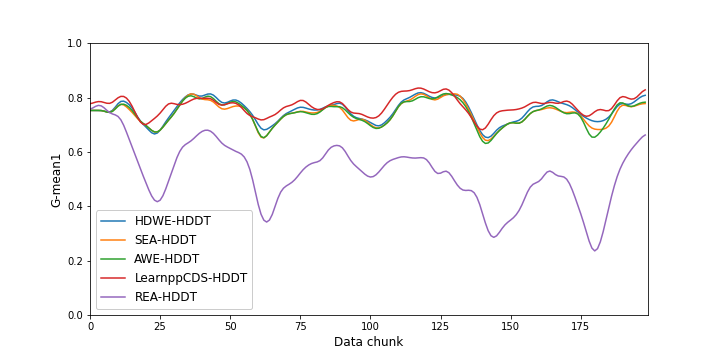 1.0
0.8
0.6
0.4
0.2
0.0
G-mean1
HDWE-HDDT
SEA-HDDT
AWE-HDDT
LearnppCDS-HDDT
REA-HDDT
0 25 50 75 100 125 150 175
Data chunk